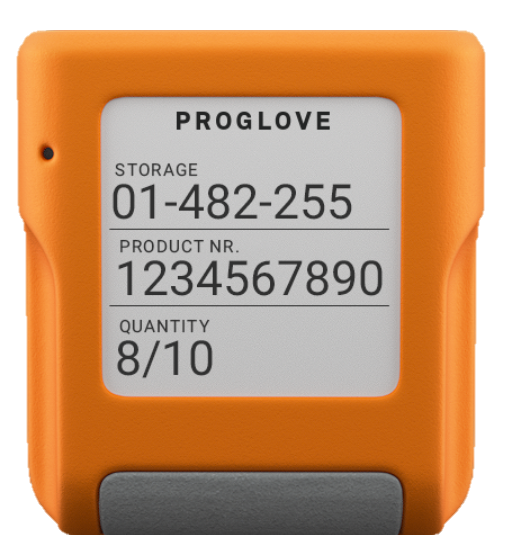 PROGLOVE
STORAGE
01-482-255
PRODUCT NR.
1234567890
QUANTITY
8/10